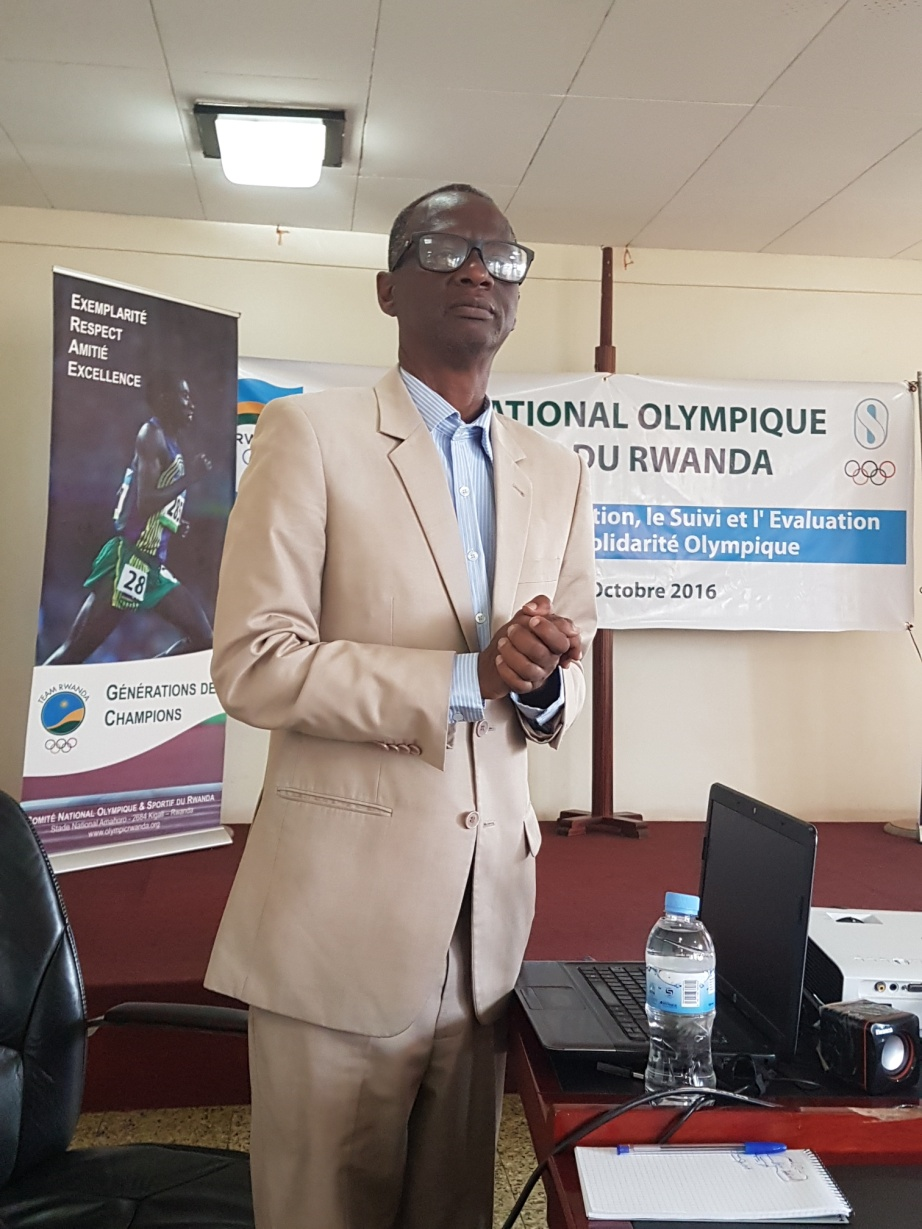 EXEMPLARITÉ
RESPECT
AMITIÉ
EXCELLENCE
28
28
TEAM RWANDA
GÉNÉRATIONS DE
CHAMPIONS
COMITÉ NATIONAL OLYMPIQUE & SPORTIF DU RWANDA
Stade National Amahoro - 2684 Kigali - Rwanda
www.olympicrwanda.org
RW
ATIONAL OLYMPIQUE
DU RWANDA
tion, le Suivi et l' Evaluation
olidarité Olympique
Octobre 2016